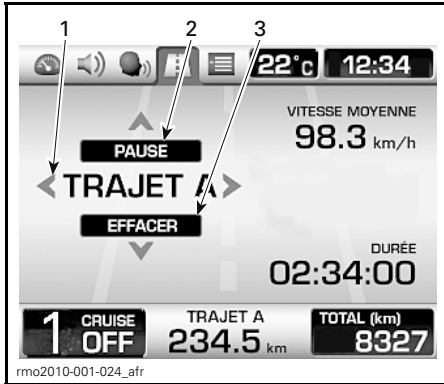 1 2 3
22°c 12:34
PAUSE
< TRAJET A >
EFFACER
VITESSE MOYENNE
98.3 km/h
DURÉE
02:34:00
1 CRUISE OFF
TRAJET A
234.5 km
TOTAL (km)
8327
rmo2010-001-024_afr